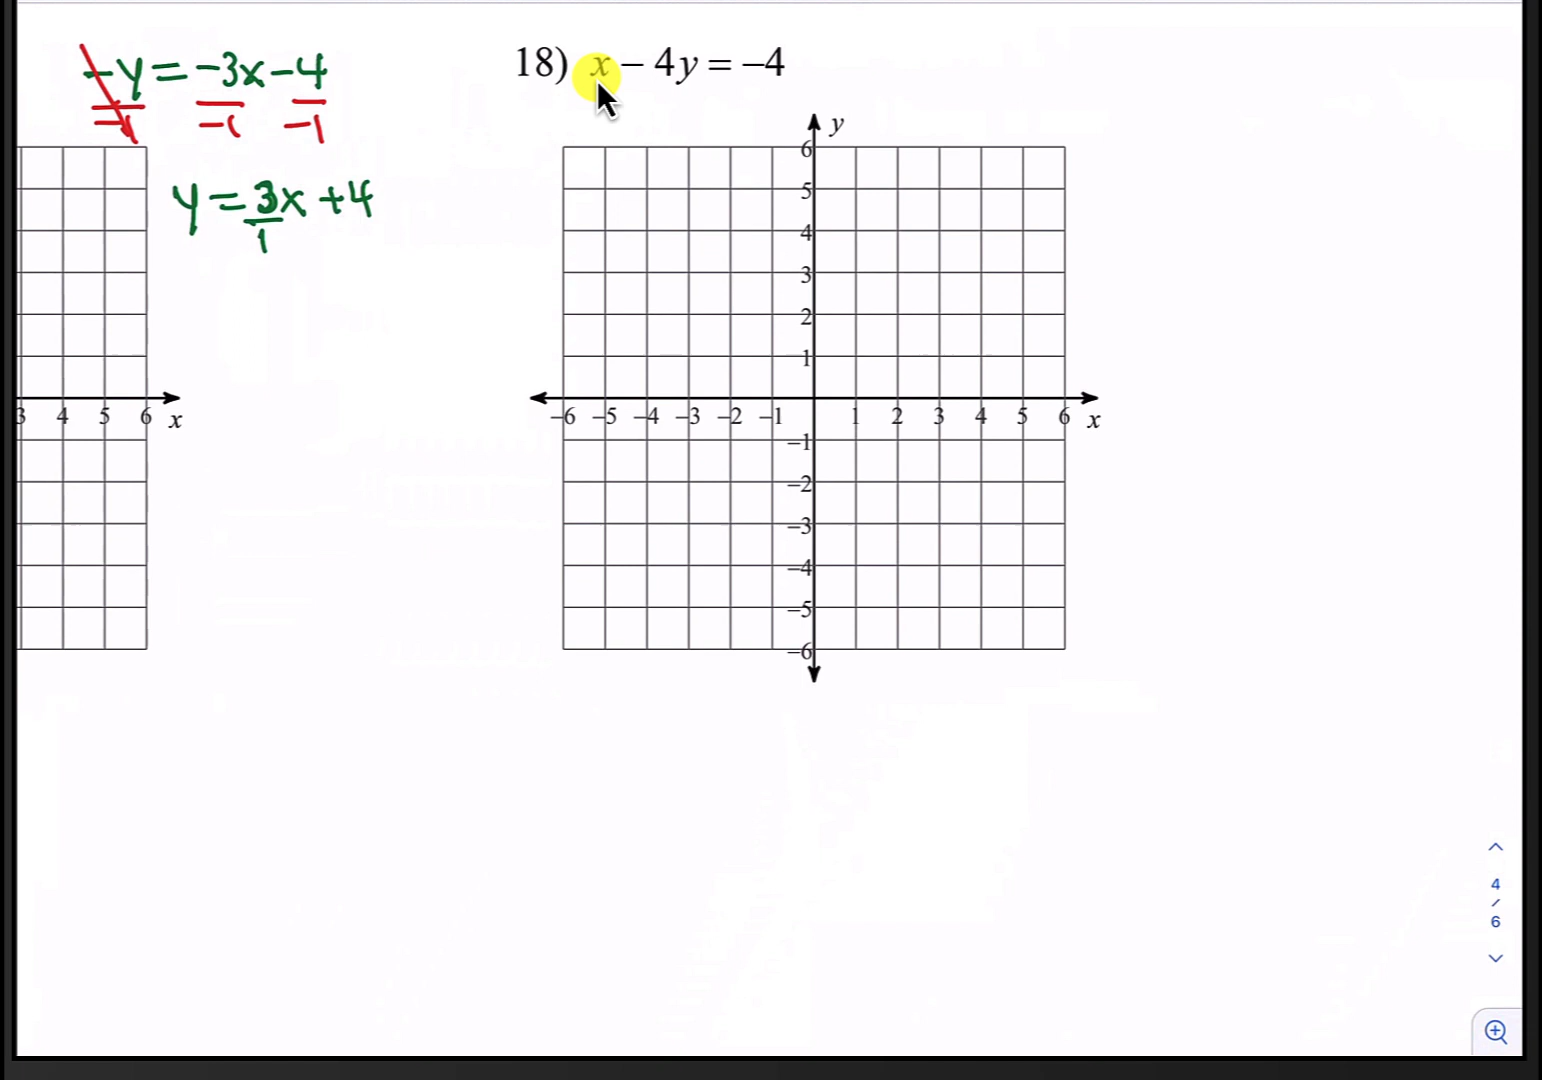 -y = -3x - 4
-1 -1 -1
y = 3x + 4
1
18) x – 4y = –4
y
6
5
4
3
2
1
3 4 5 6 x
–6 –5 –4 –3 –2 –1 1 2 3 4 5 6 x
–1
–2
–3
–4
–5
–6
4
/
6